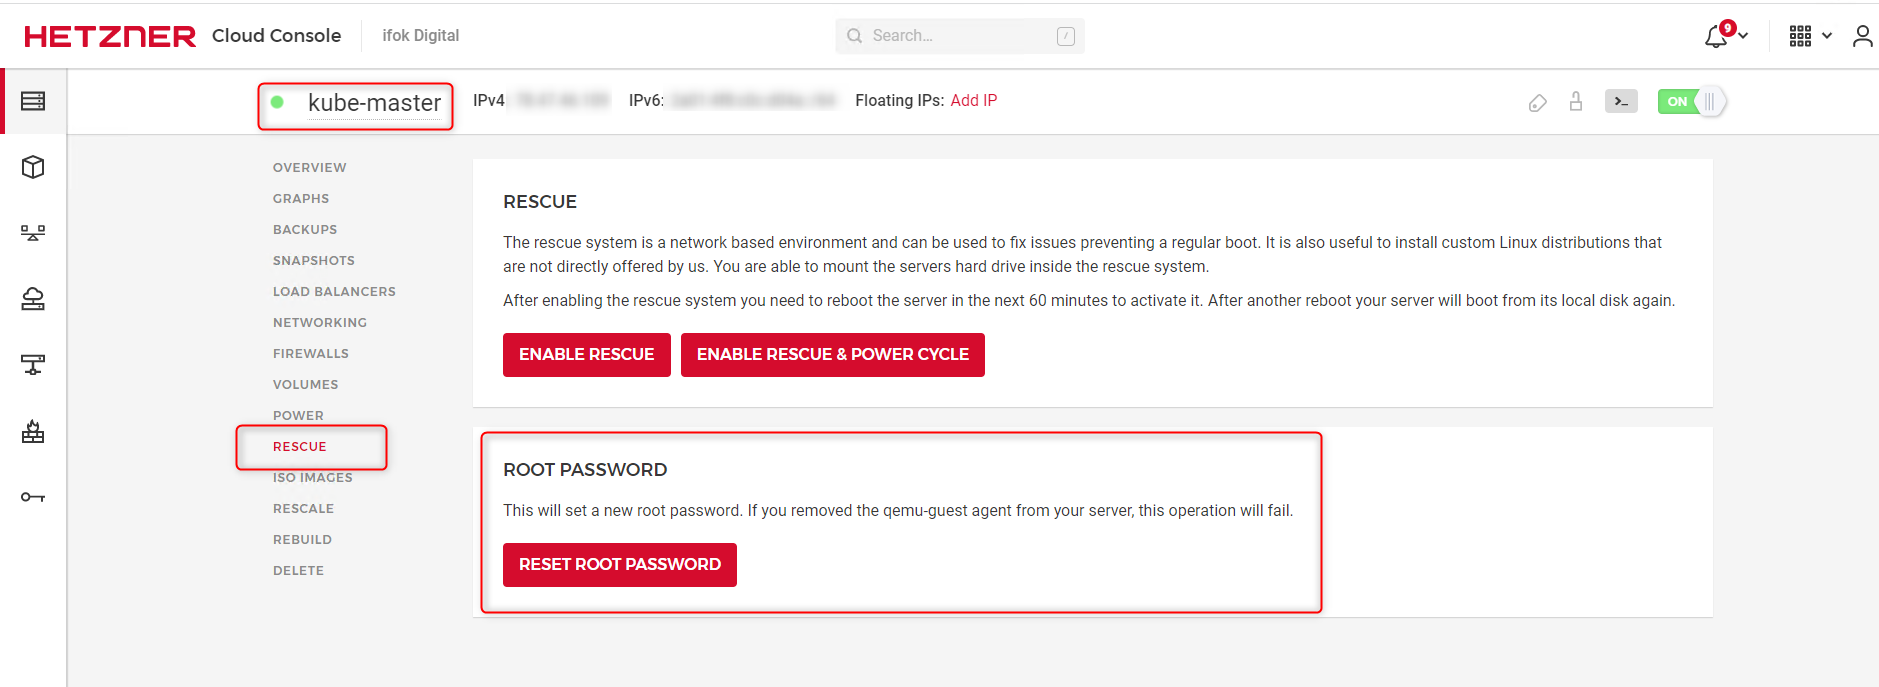 HETZNER Cloud Console ifok Digital Search... / 9
kube-master IPv4: IPv6: Floating IPs: Add IP >_ ON
OVERVIEW
GRAPHS
BACKUPS
SNAPSHOTS
LOAD BALANCERS
NETWORKING
FIREWALLS
VOLUMES
POWER
RESCUE
ISO IMAGES
RESCALE
REBUILD
DELETE
RESCUE
The rescue system is a network based environment and can be used to fix issues preventing a regular boot. It is also useful to install custom Linux distributions that
are not directly offered by us. You are able to mount the servers hard drive inside the rescue system.
After enabling the rescue system you need to reboot the server in the next 60 minutes to activate it. After another reboot your server will boot from its local disk again.
ENABLE RESCUE ENABLE RESCUE & POWER CYCLE
ROOT PASSWORD
This will set a new root password. If you removed the qemu-guest agent from your server, this operation will fail.
RESET ROOT PASSWORD